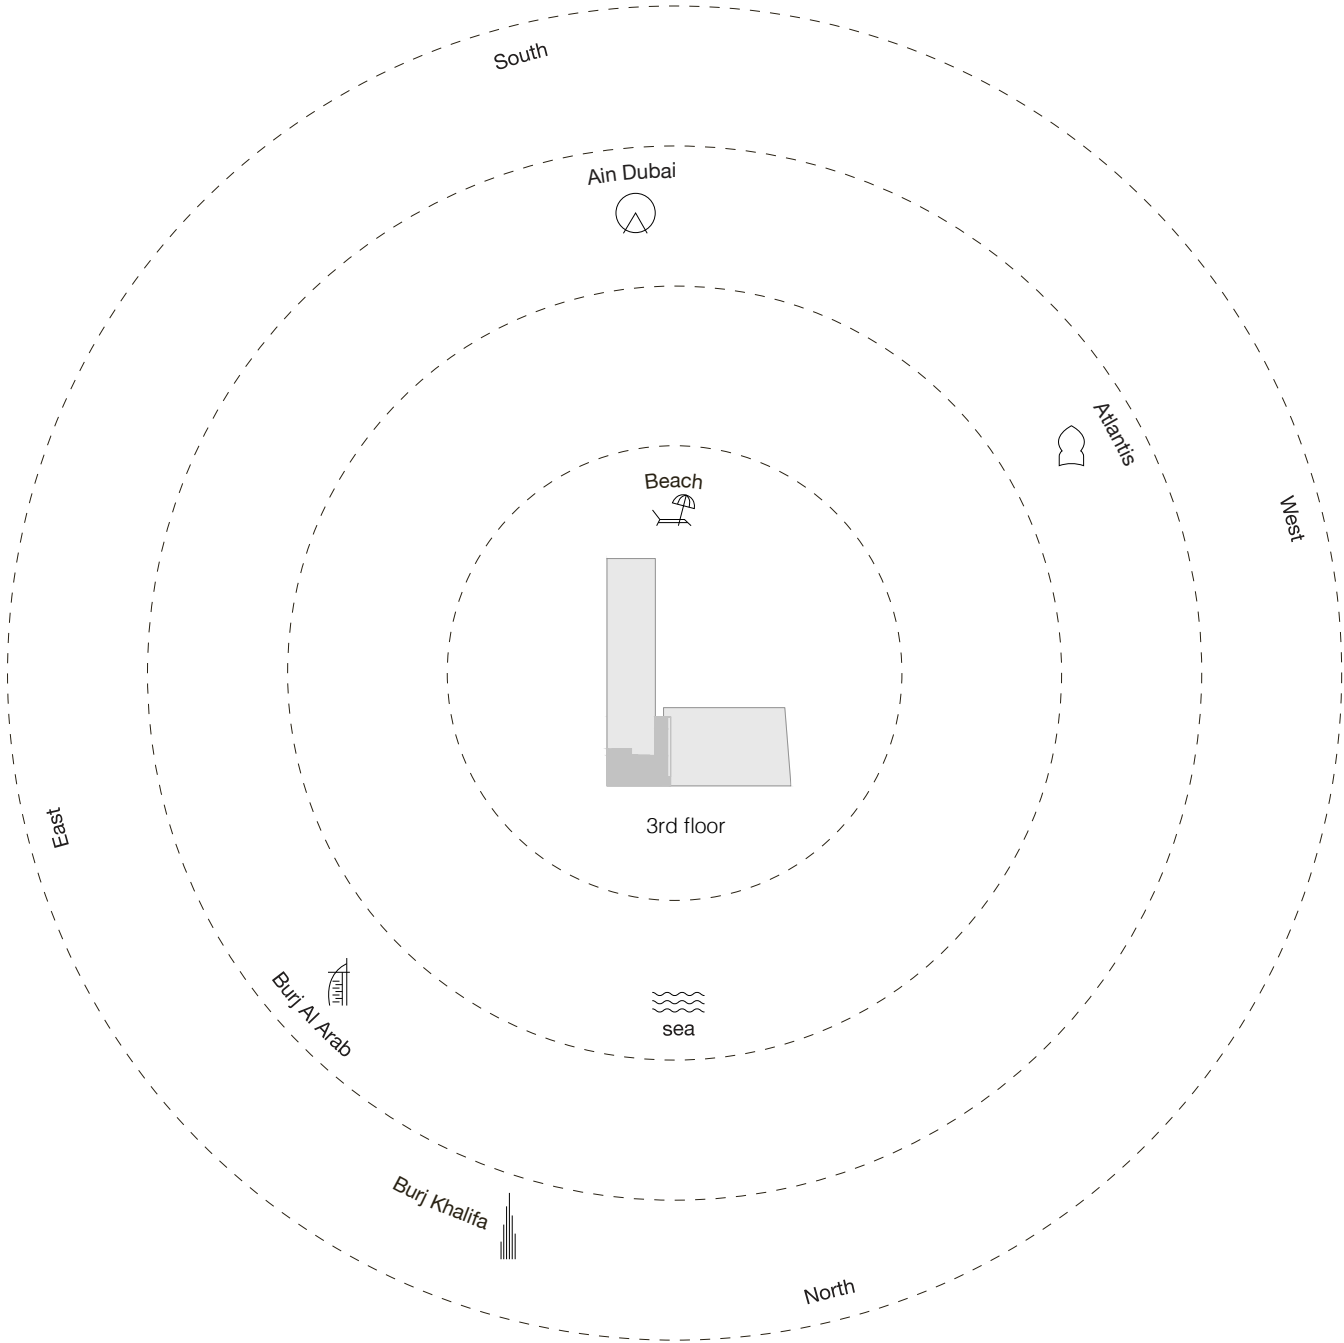 South
Ain Dubai
Atlantis
Beach
West
3rd floor
East
Burj Al Arab
sea
Burj Khalifa
North